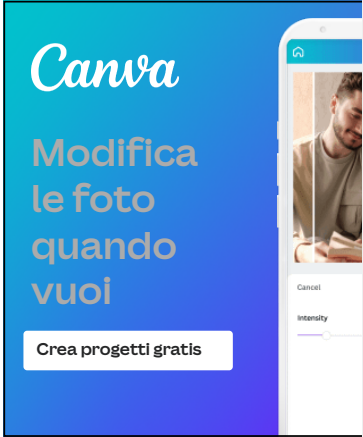 Canva
Modifica
le foto
quando
vuoi
Crea progetti gratis
Cancel
Intensity